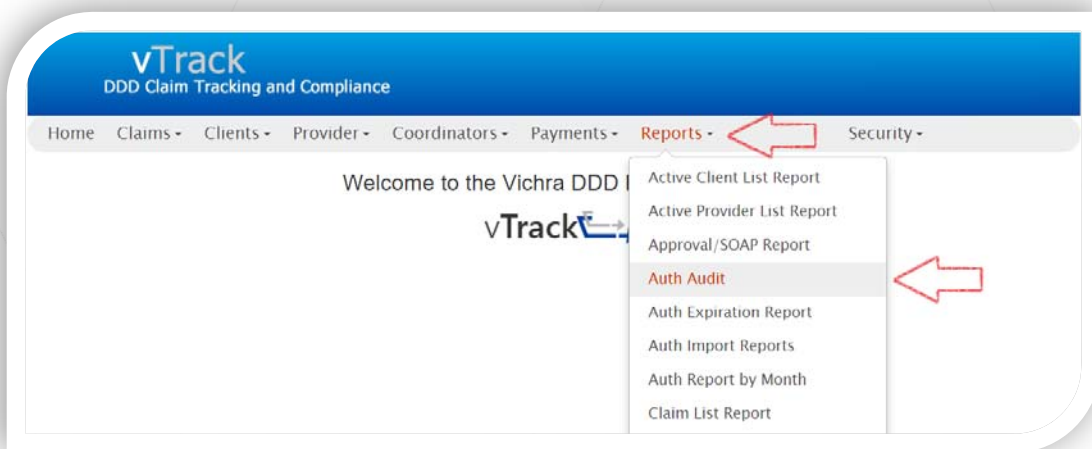 vTrack
DDD Claim Tracking and Compliance
Home Claims Clients Provider Coordinators Payments Reports Security
Welcome to the Vichra DDD
vTrack
Active Client List Report
Active Provider List Report
Approval/SOAP Report
Auth Audit
Auth Expiration Report
Auth Import Reports
Auth Report by Month
Claim List Report